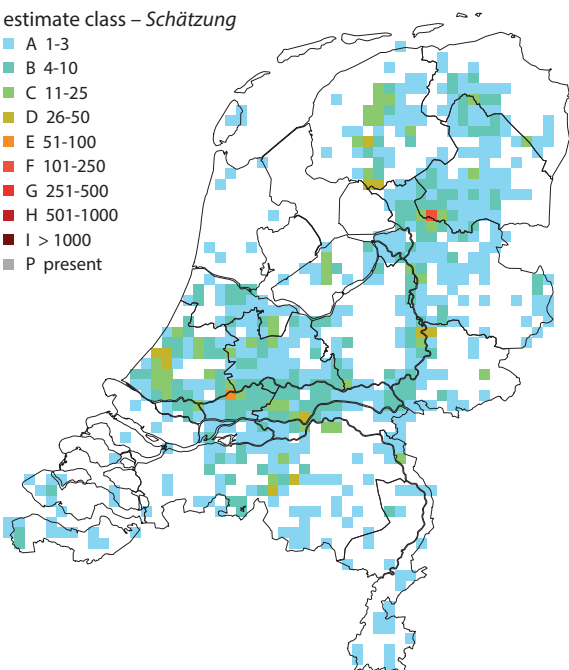 estimate class – Schätzung
A 1-3
B 4-10
C 11-25
D 26-50
E 51-100
F 101-250
G 251-500
H 501-1000
I > 1000
P present